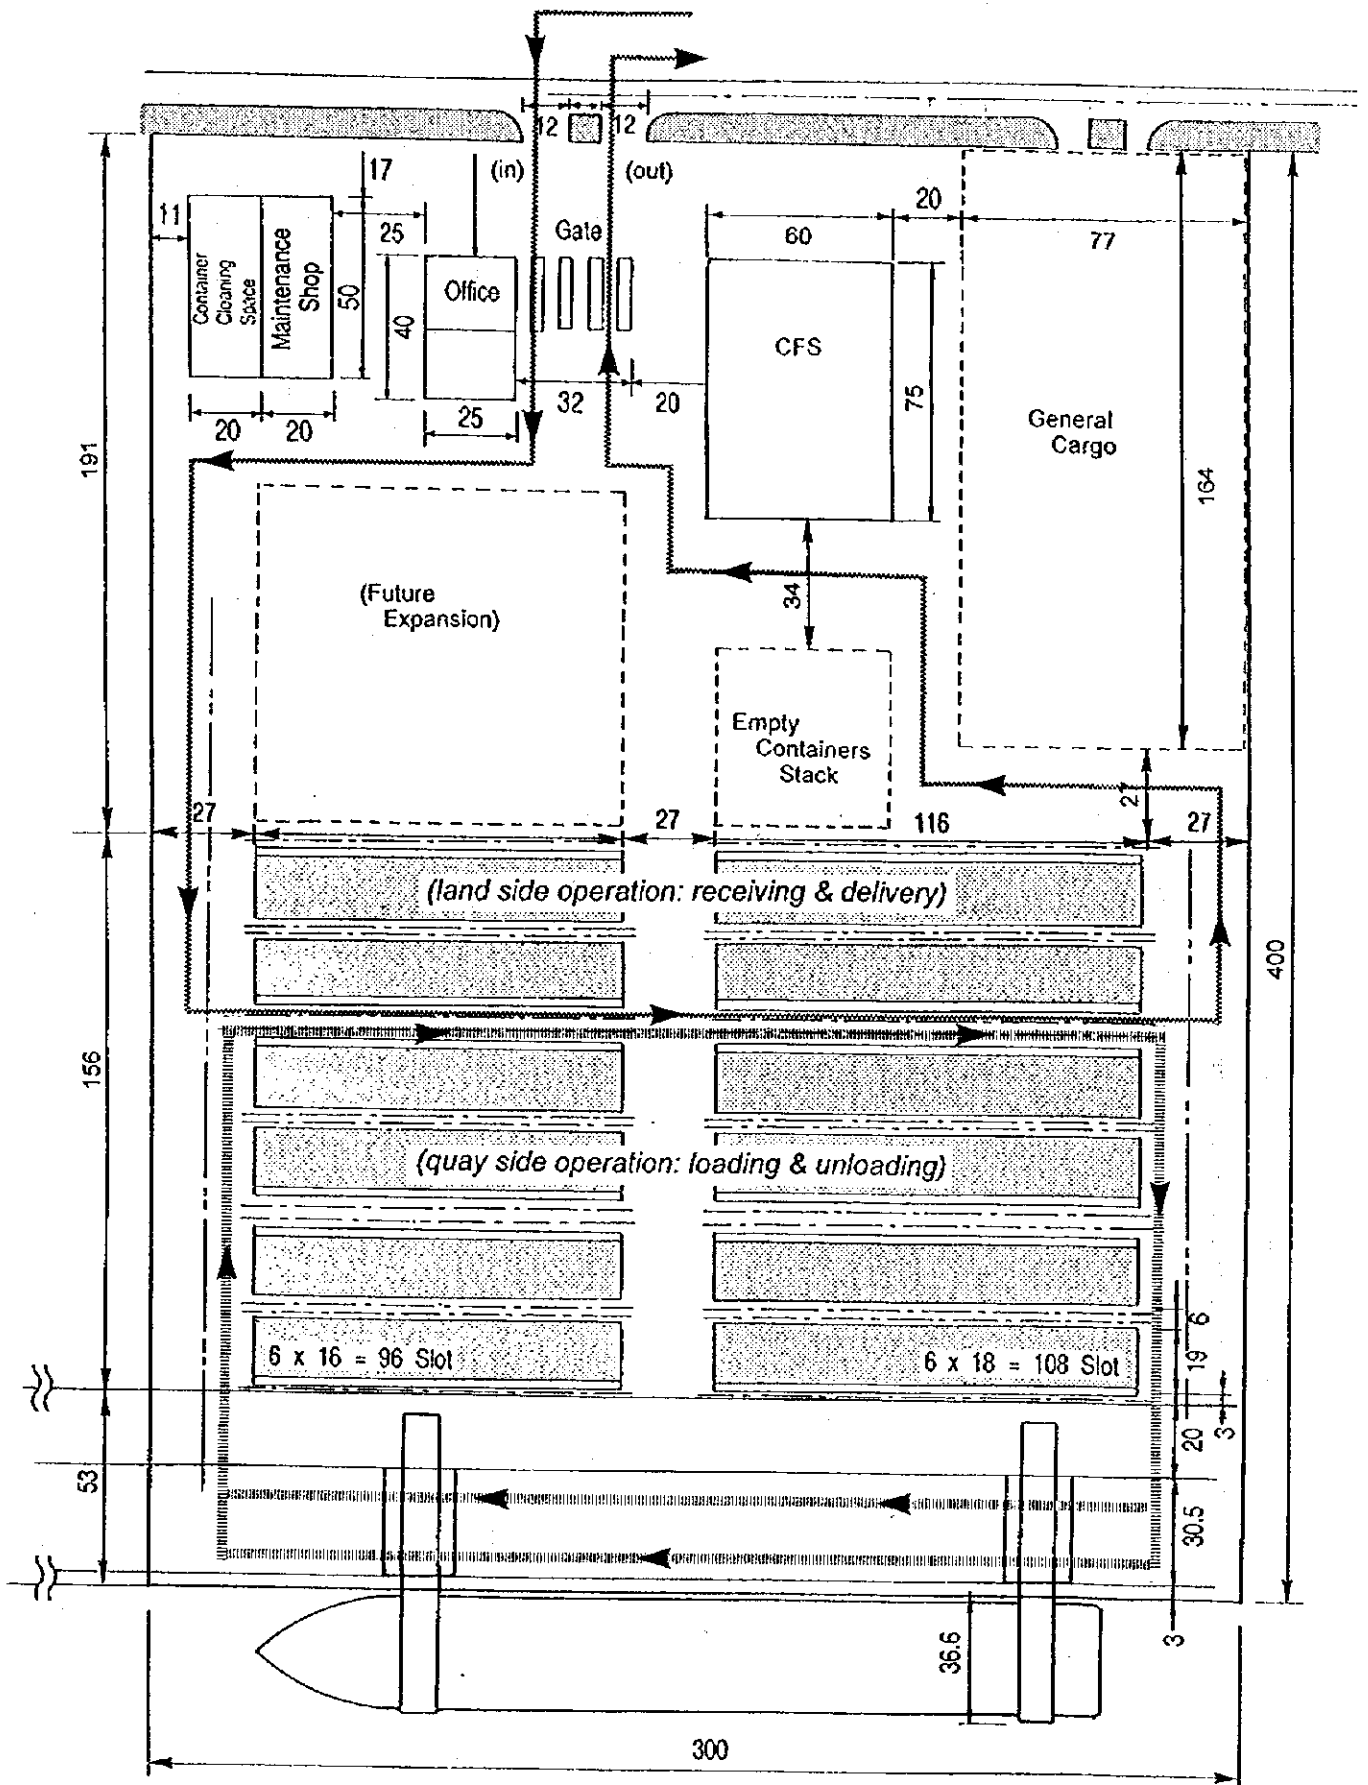 12
12
(in)
(out)
17
11
25
20
60
77
Gate
Container
Cleaning
Space
Maintenance
Shop
50
40
Office
CFS
75
General
Cargo
164
32
20
20
20
25
191
(Future
Expansion)
34
Empty
Containers
Stack
27
27
116
27
27
(land side operation: receiving & delivery)
400
156
(quay side operation: loading & unloading)
6 x 16 = 96 Slot
6 x 18 = 108 Slot
6
19
20
3
53
30.5
36.6
3
300